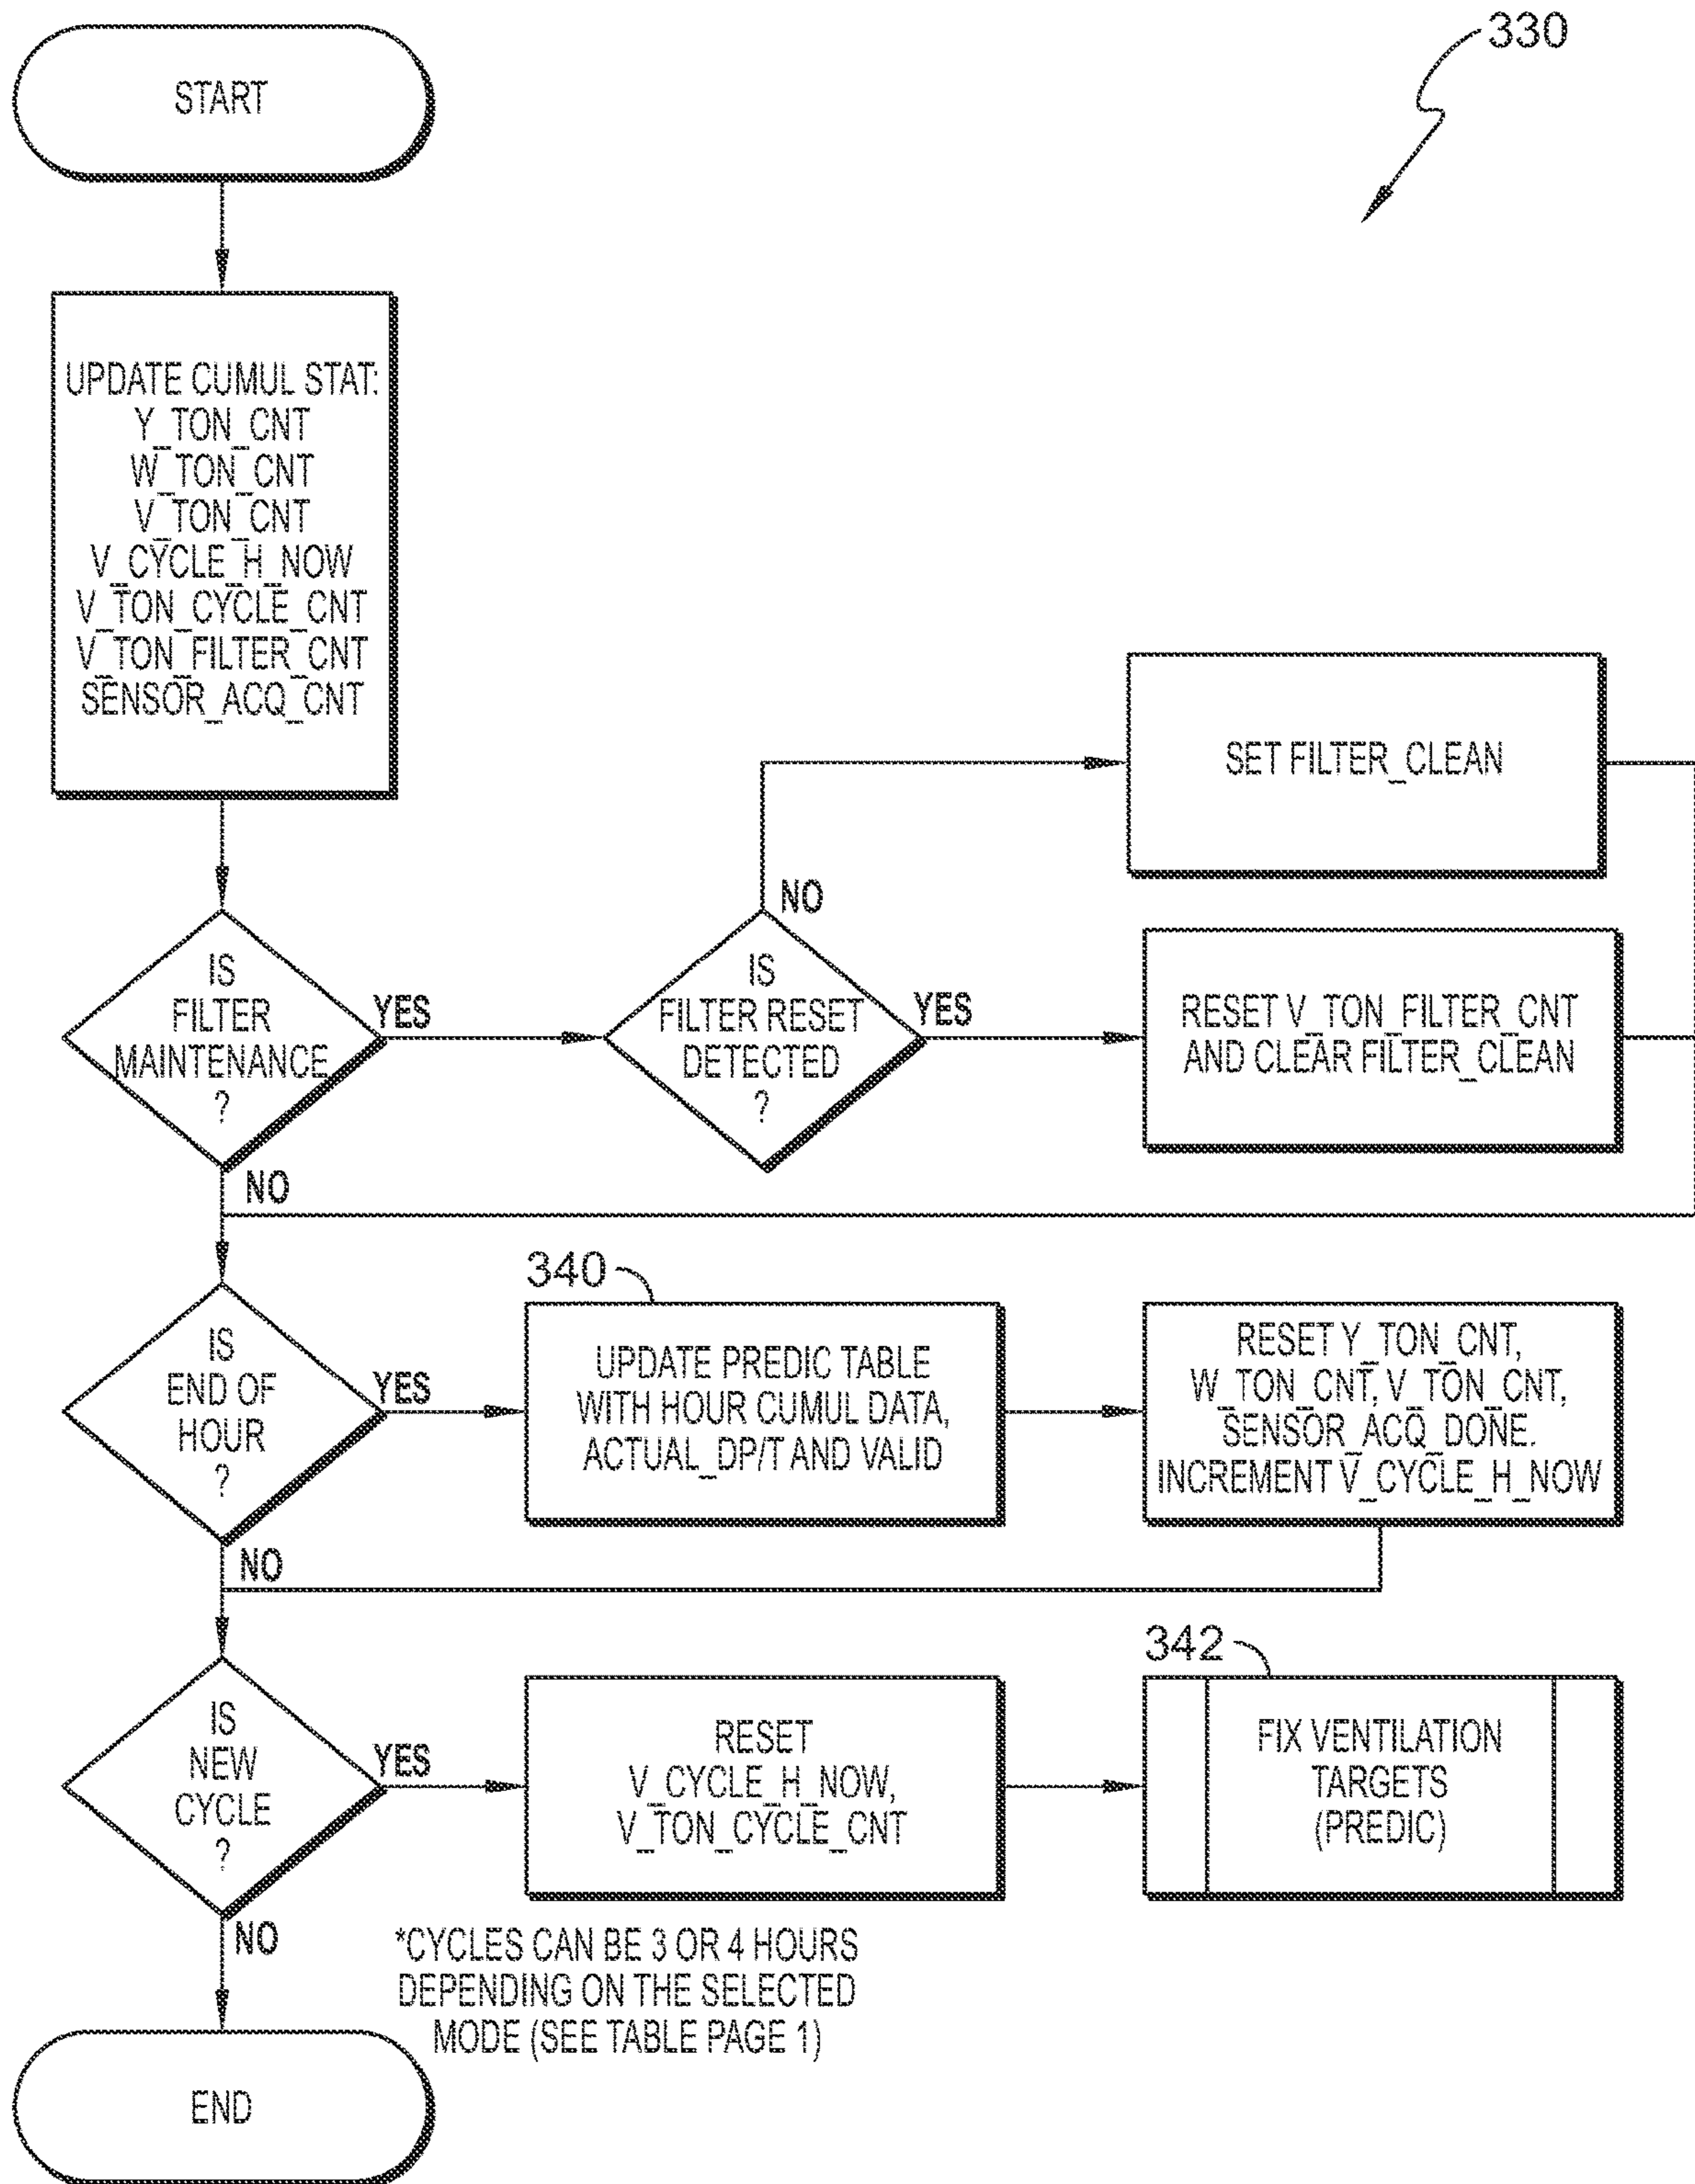 330
START
UPDATE CUMUL STAT:
Y_TON_CNT
W_TON_CNT
V_TON_CNT
V_CYCLE_H_NOW
V_TON_CYCLE_CNT
V_TON_FILTER_CNT
SENSOR_ACQ_CNT
SET FILTER_CLEAN
NO
IS
FILTER
MAINTENANCE
?
YES
IS
FILTER RESET
DETECTED
?
YES
RESET V_TON_FILTER_CNT
AND CLEAR FILTER_CLEAN
NO
340
IS
END OF
HOUR
?
YES
UPDATE PREDIC TABLE
WITH HOUR CUMUL DATA,
ACTUAL_DP/T AND VALID
RESET Y_TON_CNT,
W_TON_CNT, V_TON_CNT,
SENSOR_ACQ_DONE.
INCREMENT V_CYCLE_H_NOW
NO
342
IS
NEW
CYCLE
?
YES
RESET
V_CYCLE_H_NOW,
V_TON_CYCLE_CNT
FIX VENTILATION
TARGETS
(PREDIC)
NO
*CYCLES CAN BE 3 OR 4 HOURS
DEPENDING ON THE SELECTED
MODE (SEE TABLE PAGE 1)
END